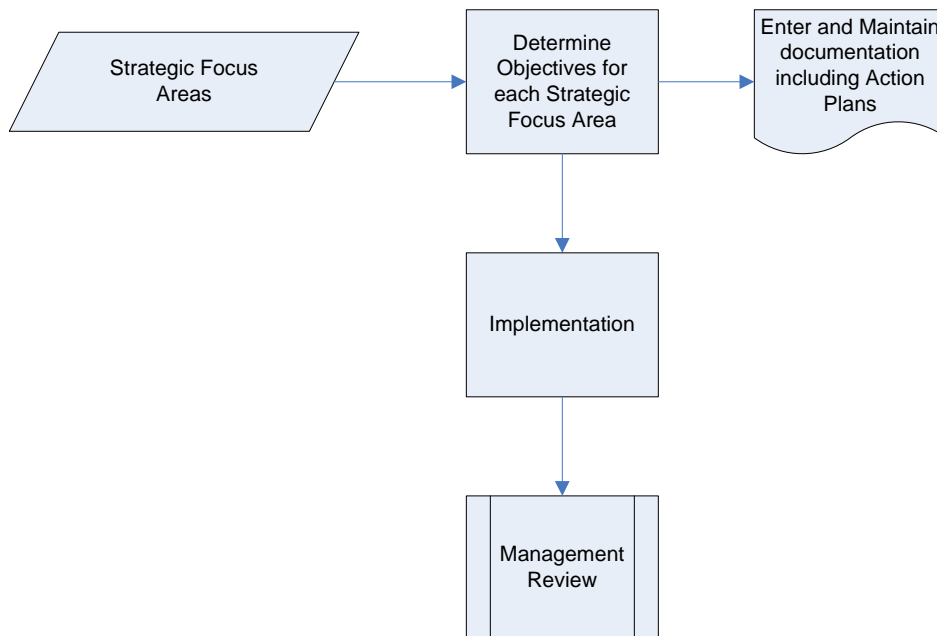 Strategic Focus
Areas
Determine
Objectives for
each Strategic
Focus Area
Enter and Maintain
documentation
including Action
Plans
Implementation
Management
Review